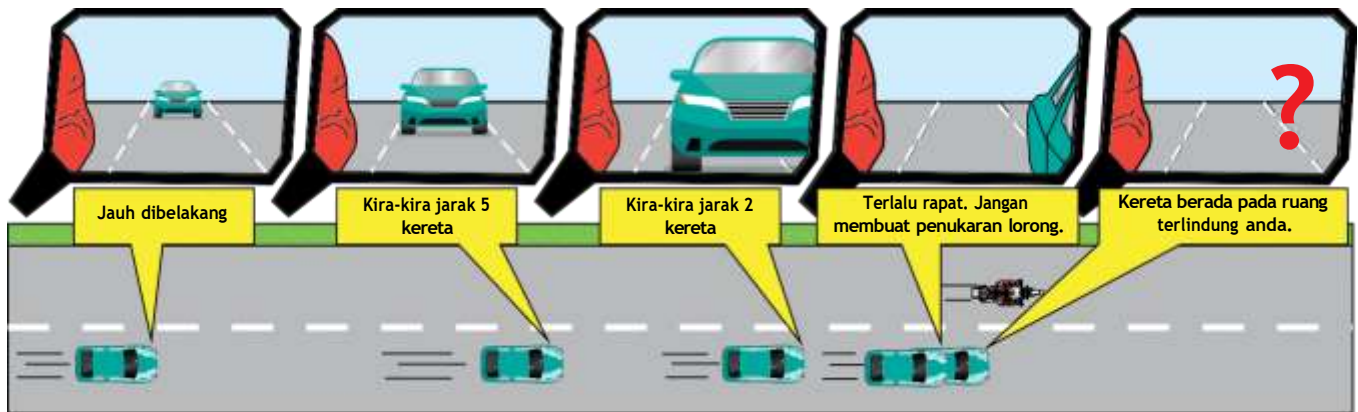 ?
Jauh dibelakang
Kira-kira jarak 5
kereta
Kira-kira jarak 2
kereta
Terlalu rapat. Jangan
membuat penukaran lorong.
Kereta berada pada ruang
terlindung anda.